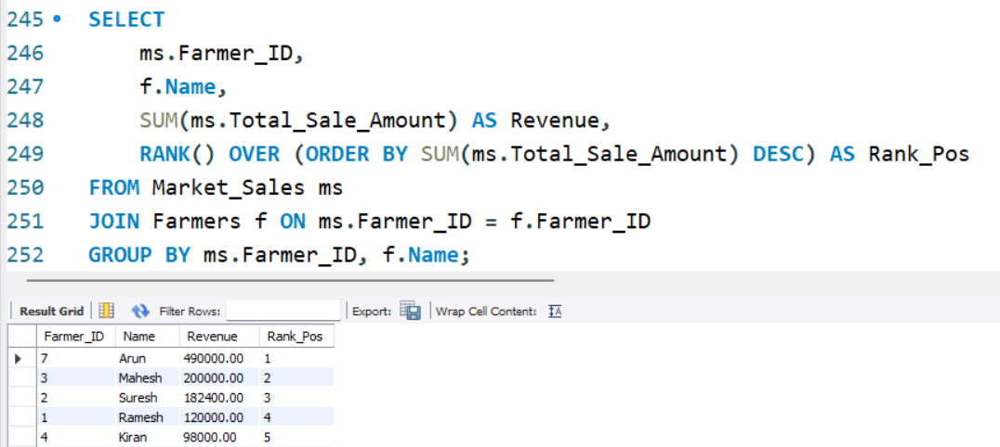 245 SELECT
246 ms.Farmer_ID,
247 f.Name,
248 SUM(ms.Total_Sale_Amount) AS Revenue,
249 RANK() OVER (ORDER BY SUM(ms.Total_Sale_Amount) DESC) AS Rank_Pos
250 FROM Market_Sales ms
251 JOIN Farmers f ON ms.Farmer_ID = f.Farmer_ID
252 GROUP BY ms.Farmer_ID, f.Name;
Result Grid Filter Rows: Export: Wrap Cell Content: IA
Farmer_ID Name Revenue Rank_Pos
7 Arun 490000.00 1
3 Mahesh 200000.00 2
2 Suresh 182400.00 3
1 Ramesh 120000.00 4
4 Kiran 98000.00 5